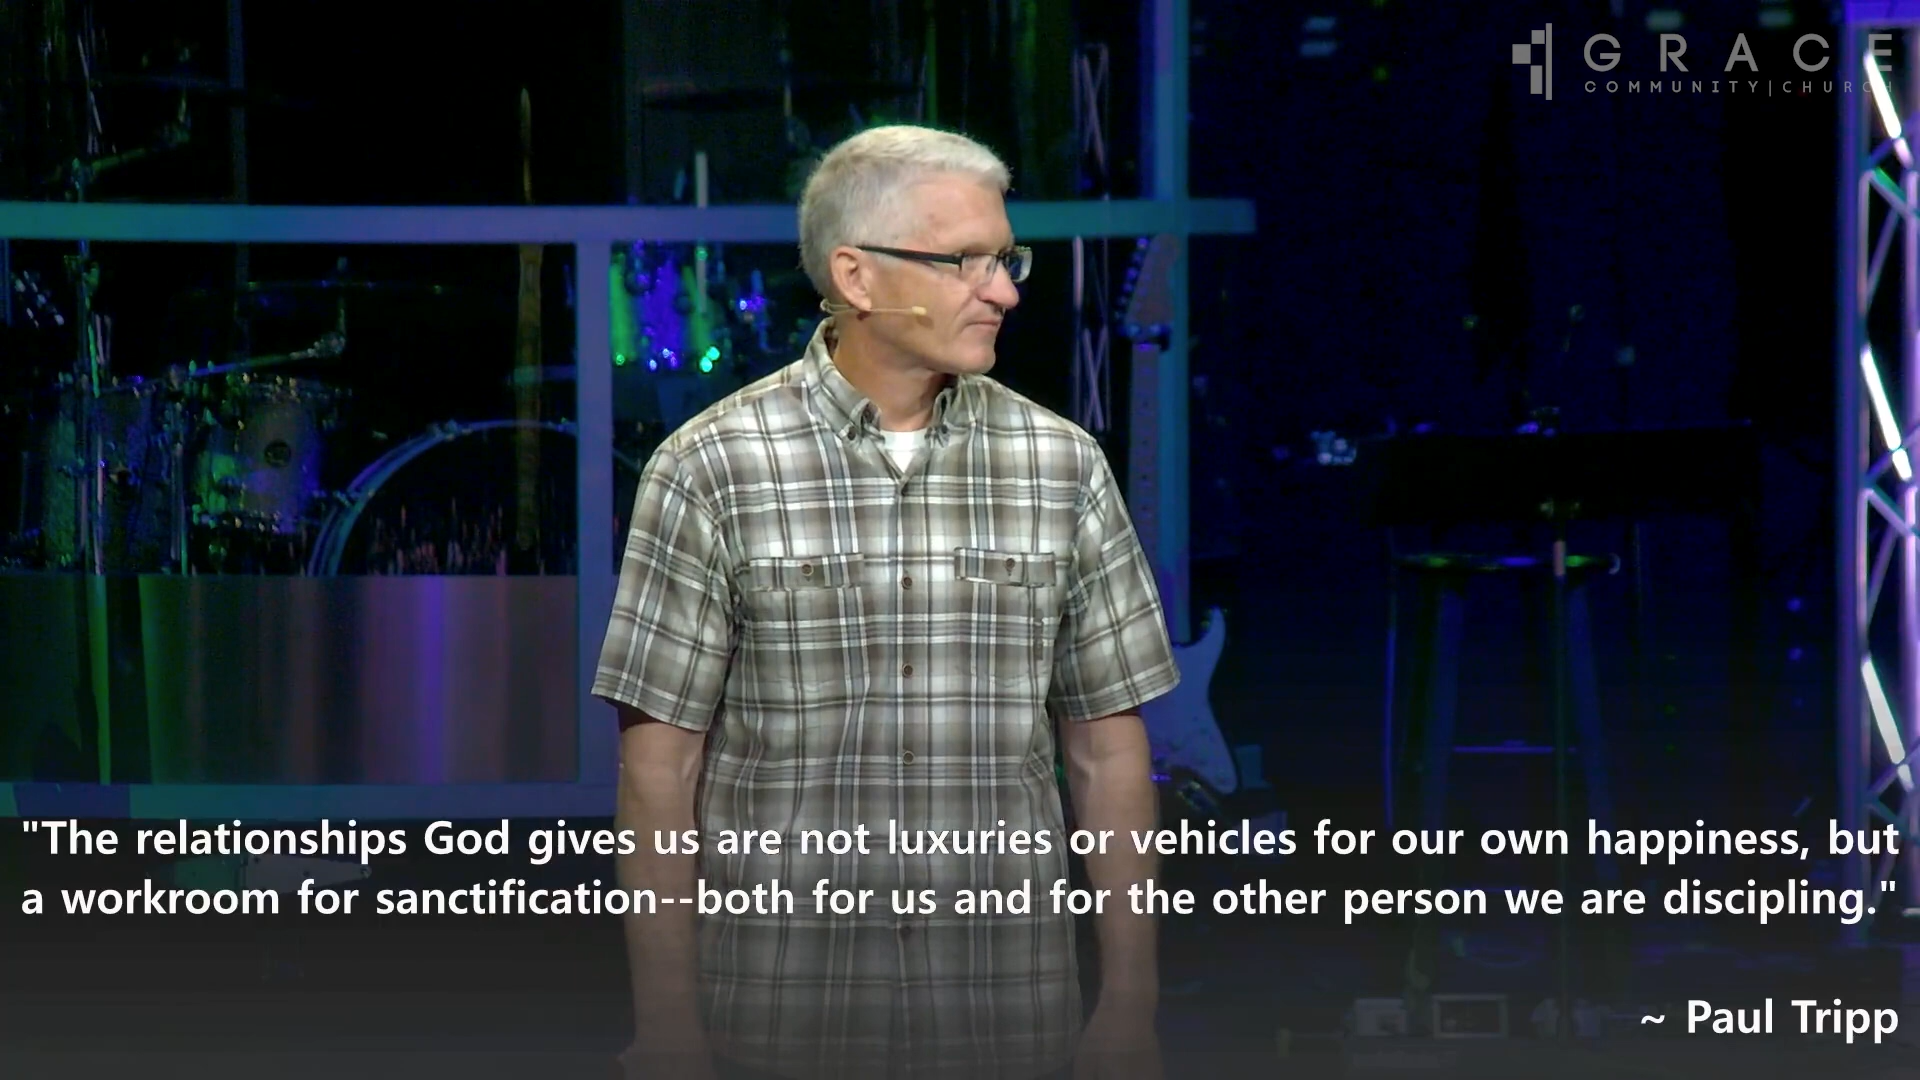 GRACE
COMMUNITY|CHURCH
"The relationships God gives us are not luxuries or vehicles for our own happiness, but
a workroom for sanctification--both for us and for the other person we are discipling."
~ Paul Tripp